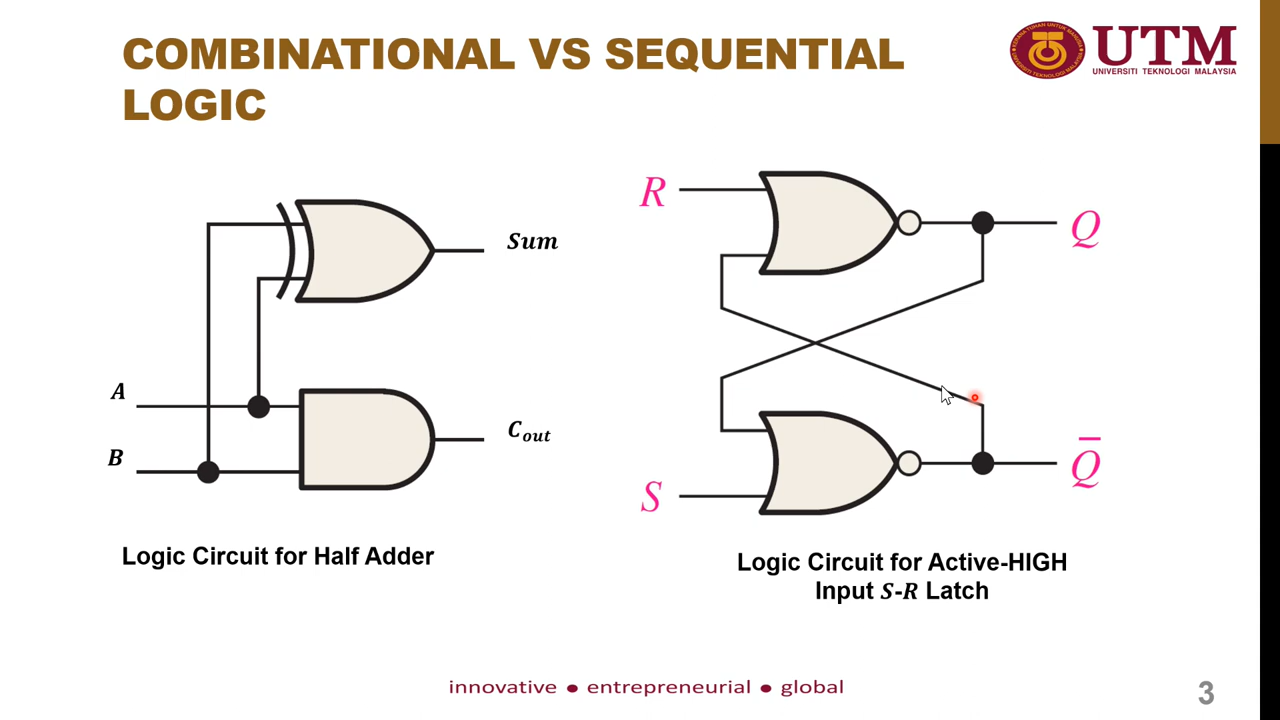 COMBINATIONAL VS SEQUENTIAL
LOGIC
UTM
UNIVERSITI TEKNOLOGI MALAYSIA
R
Q
Sum
A
B
C_out
S
Q̅
Logic Circuit for Half Adder
Logic Circuit for Active-HIGH
Input S-R Latch
innovative ● entrepreneurial ● global
3